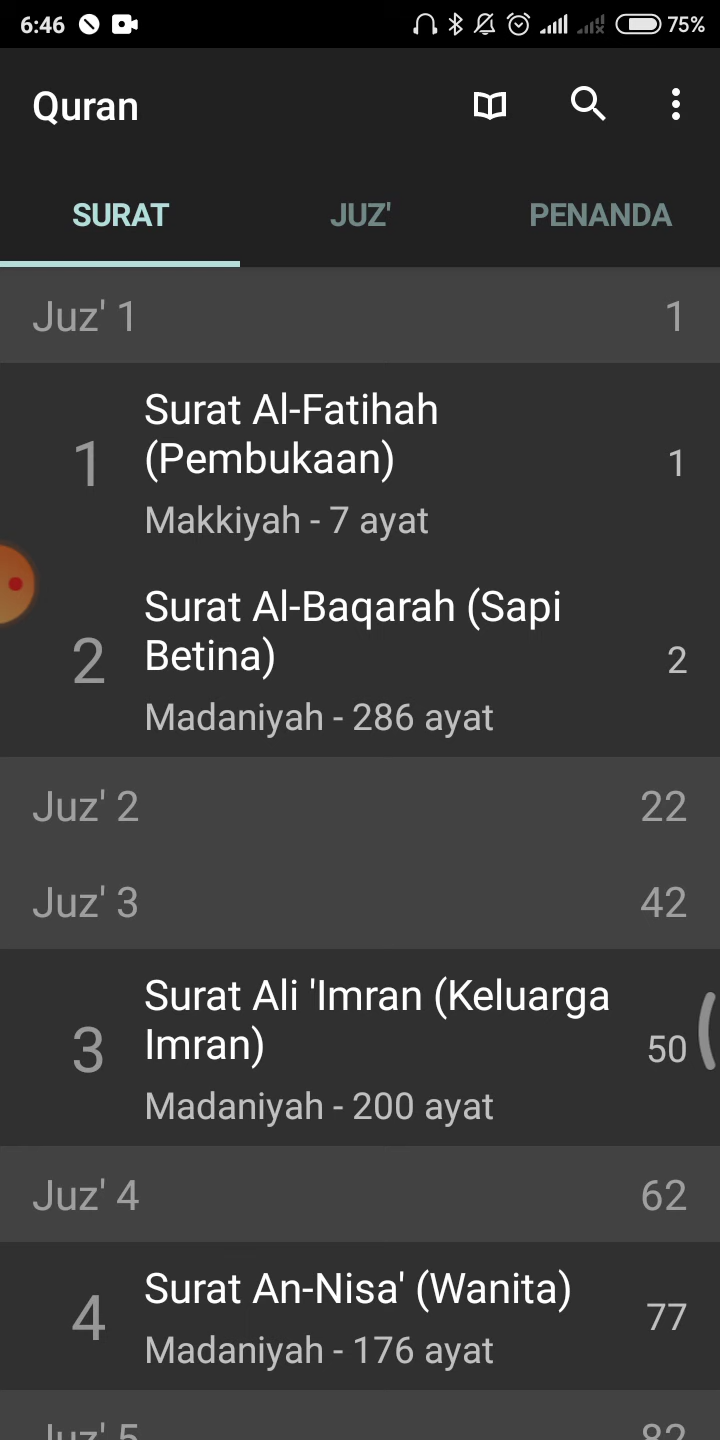 6:46 75%
Quran
SURAT JUZ' PENANDA
Juz' 1 1
1 Surat Al-Fatihah
(Pembukaan) 1
Makkiyah - 7 ayat
2 Surat Al-Baqarah (Sapi
Betina) 2
Madaniyah - 286 ayat
Juz' 2 22
Juz' 3 42
3 Surat Ali 'Imran (Keluarga
Imran) 50
Madaniyah - 200 ayat
Juz' 4 62
4 Surat An-Nisa' (Wanita) 77
Madaniyah - 176 ayat
Juz' 5 82